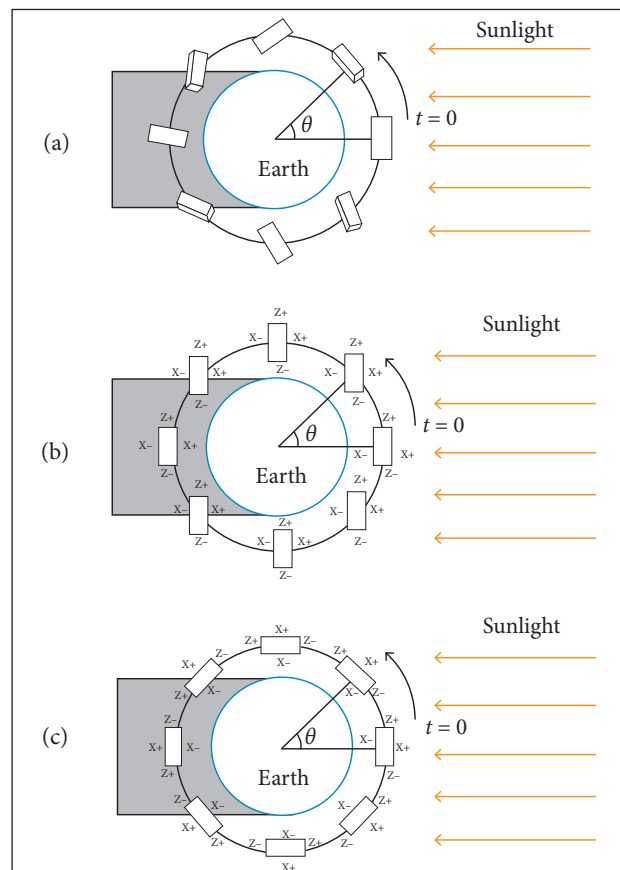 Sunlight
t = 0
(a)
θ
Earth
Sunlight
Z+
X− X+
Z−
Z+
X− X+
Z−
Z+
X− X+
Z−
t = 0
(b)
θ
Z+
X− X+
Z−
Z+
X− X+
Z−
Earth
Z+
X− X+
Z−
Z+
X− X+
Z−
Z+
X− X+
Z−
Sunlight
X+
Z+ Z−
X−
X+
Z−
Z+
X−
X+
X− Z−
t = 0
(c)
θ
Z−
X+ X−
Z+
Z+
X− X+
Z−
Earth
Z− X−
X+ Z+
X− Z+
Z− X+
X−
Z− Z+
X+